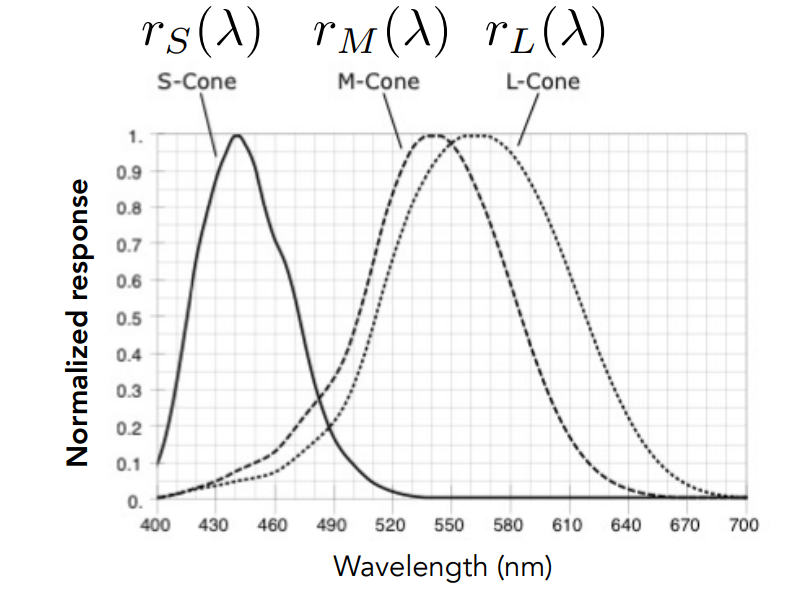 r_S(λ) r_M(λ) r_L(λ)
S-Cone M-Cone L-Cone
1.
0.9
0.8
0.7
0.6
0.5
0.4
0.3
0.2
0.1
0.
Normalized response
400 430 460 490 520 550 580 610 640 670 700
Wavelength (nm)